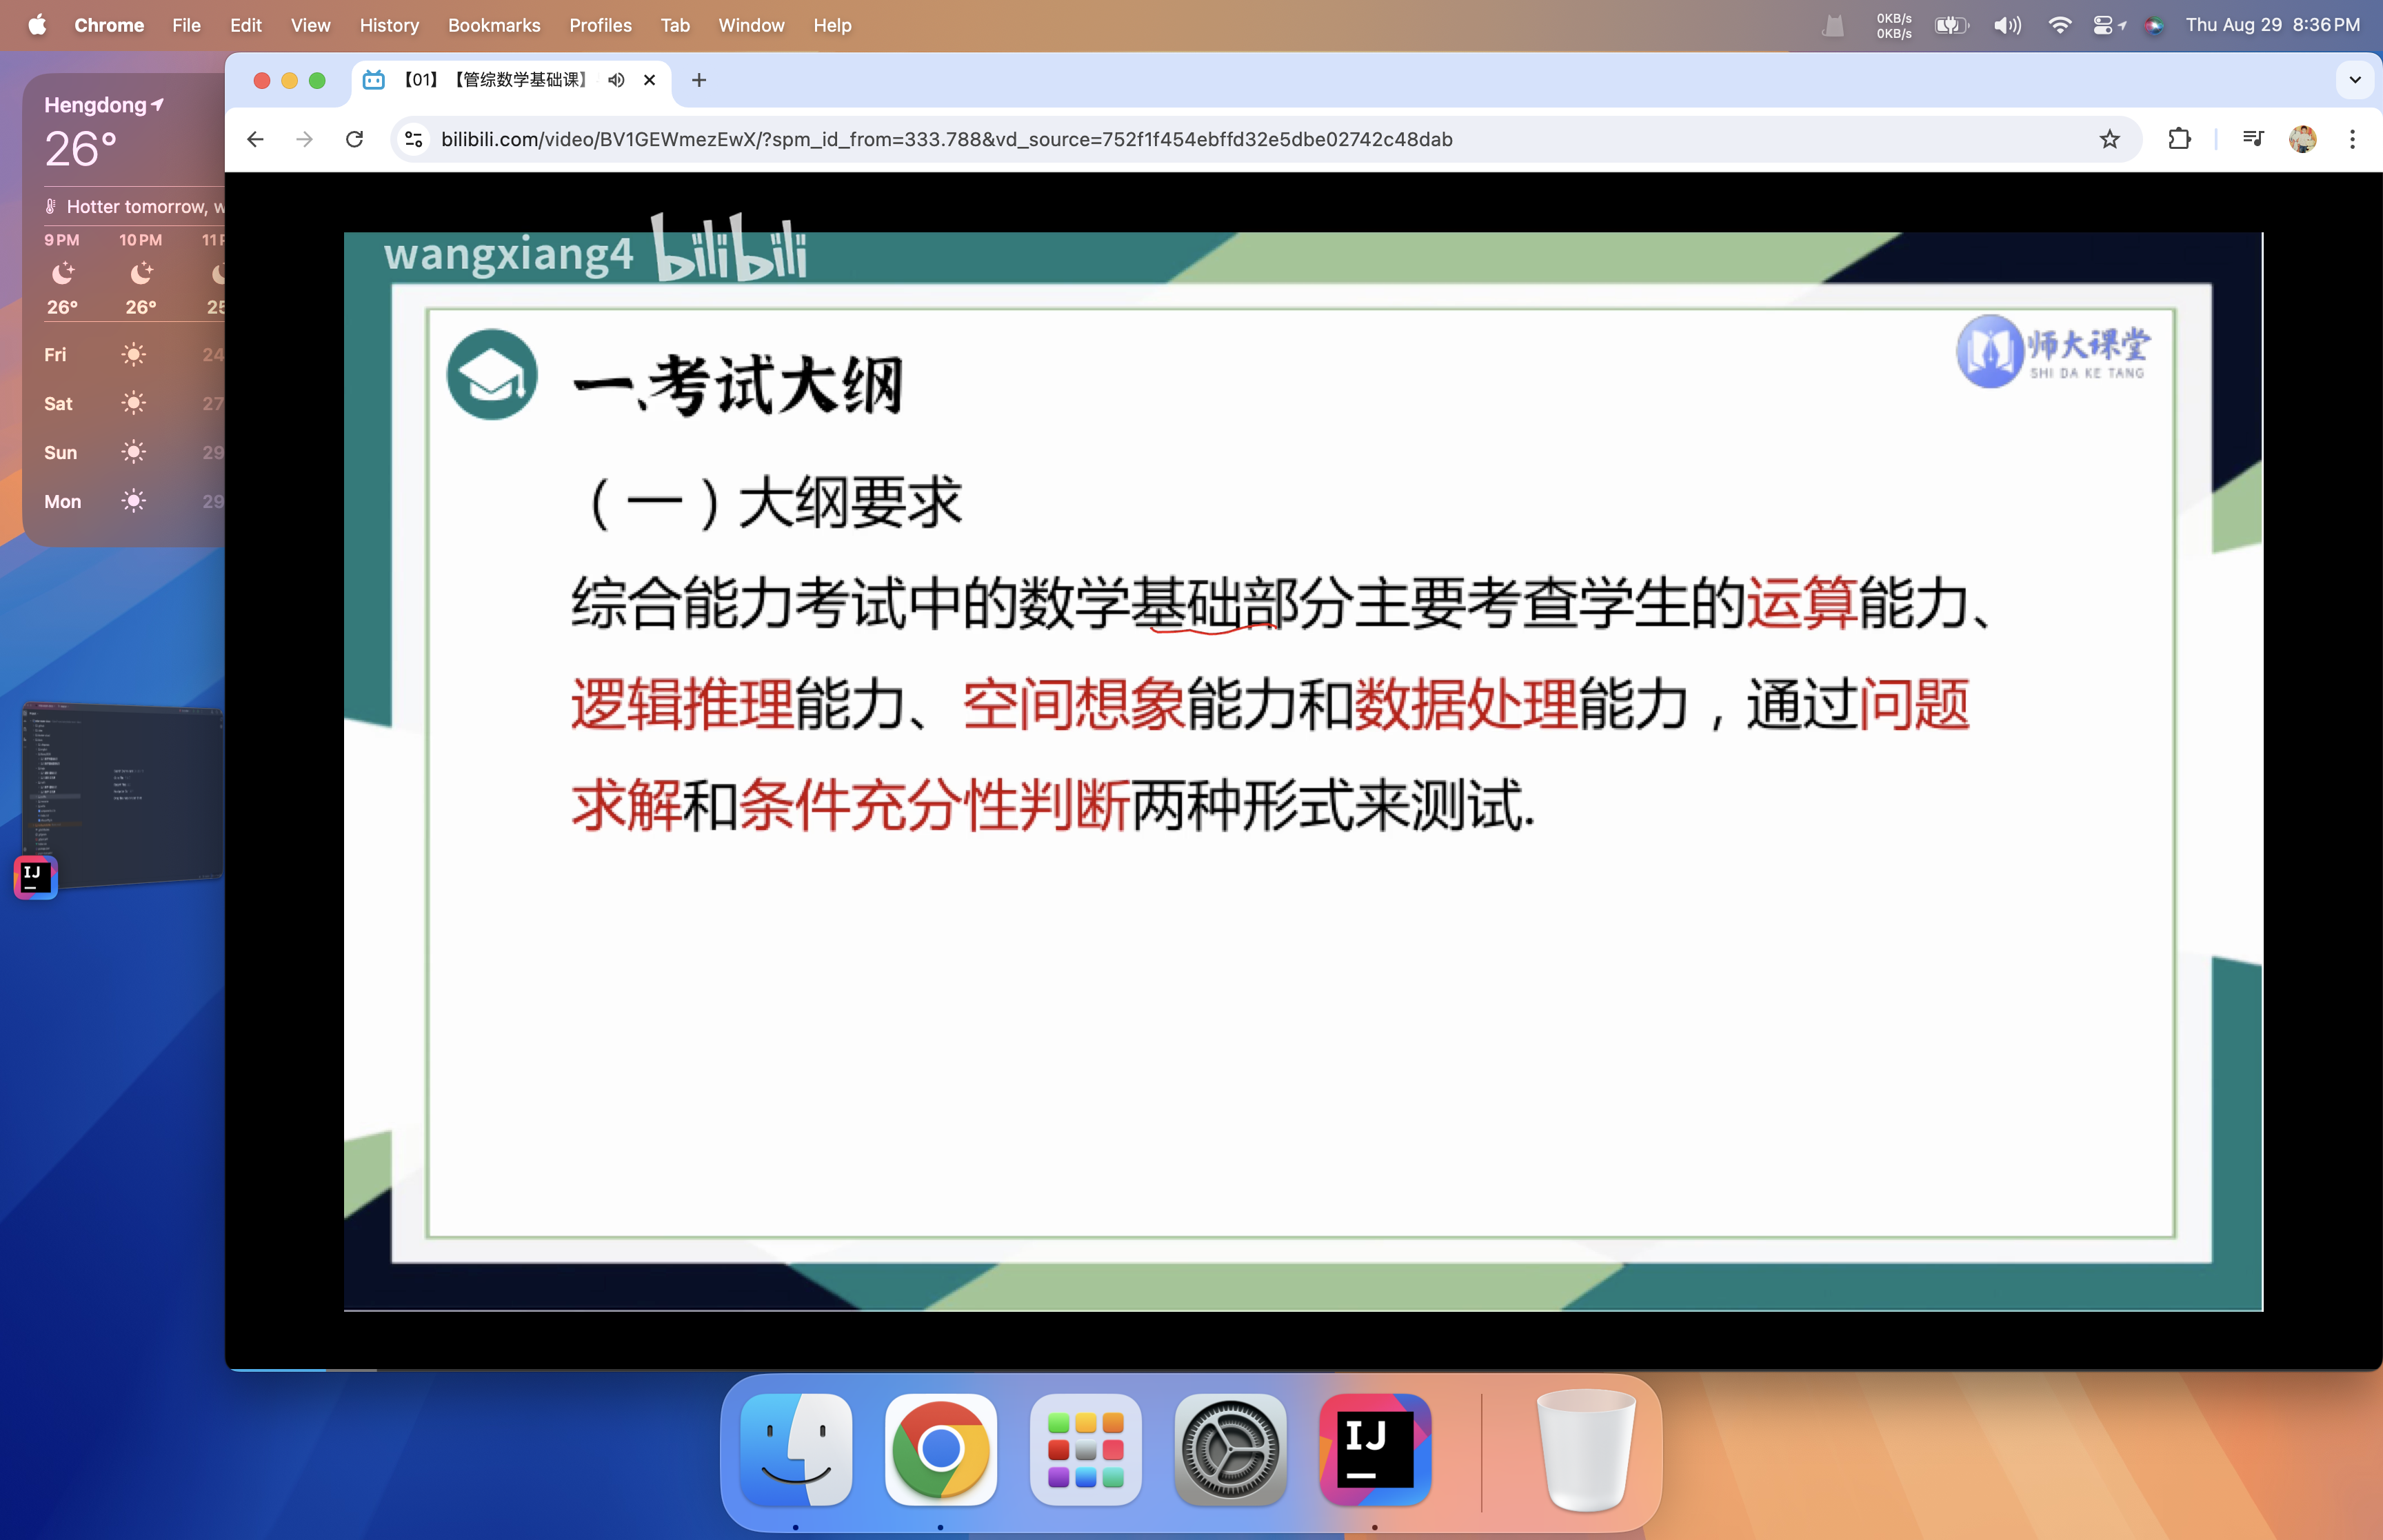 Chrome File Edit View History Bookmarks Profiles Tab Window Help
0KB/s
0KB/s
Thu Aug 29 8:36 PM
【01】【管综数学基础课】
bilibili.com/video/BV1GEWmezEwX/?spm_id_from=333.788&vd_source=752f1f454ebffd32e5dbe02742c48dab
Hengdong
26°
Hotter tomorrow, w
9 PM 10 PM 11
26° 26° 25
Fri 24
Sat 27
Sun 29
Mon 29
IJ
wangxiang4 bilibili
师大课堂
SHI DA KE TANG
一、考试大纲
（一）大纲要求
综合能力考试中的数学基础部分主要考查学生的运算能力、
逻辑推理能力、空间想象能力和数据处理能力，通过问题
求解和条件充分性判断两种形式来测试.
IJ